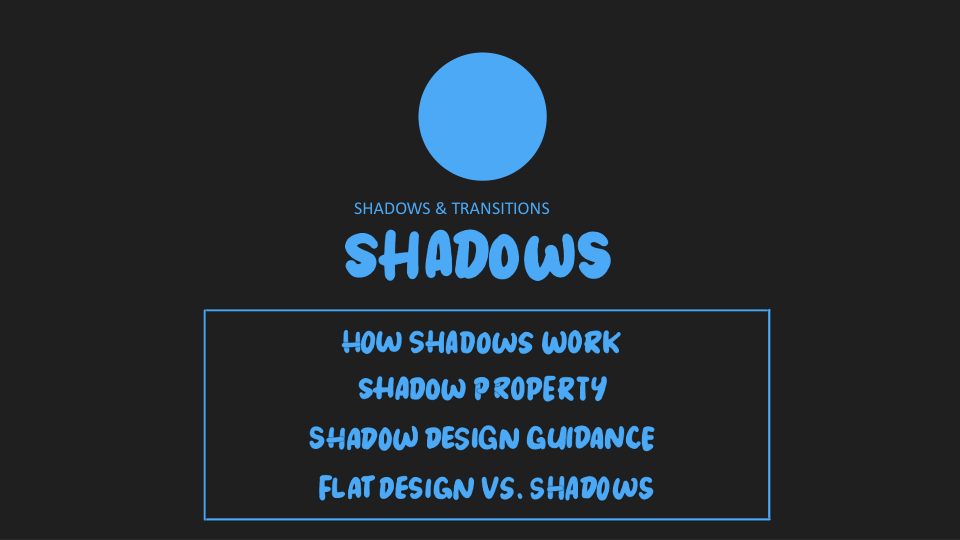 SHADOWS & TRANSITIONS
SHADOWS
HOW SHADOWS WORK
SHADOW PROPERTY
SHADOW DESIGN GUIDANCE
FLAT DESIGN VS. SHADOWS